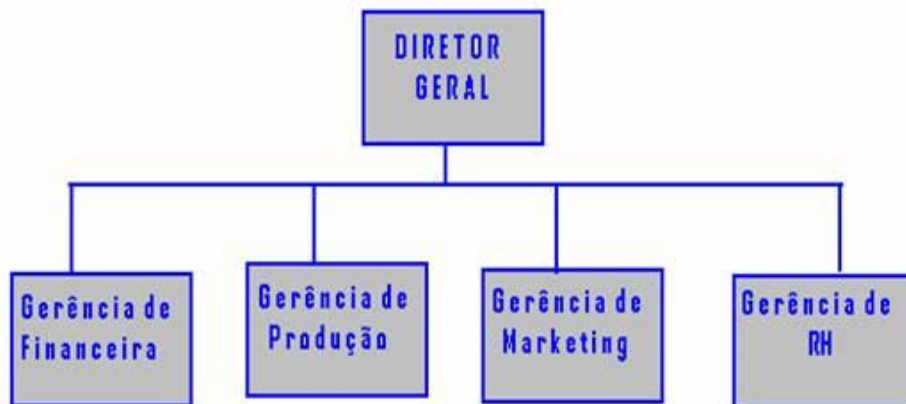 DIRETOR
GERAL
Gerência de
Financeira
Gerência de
Produção
Gerência de
Marketing
Gerência de
RH